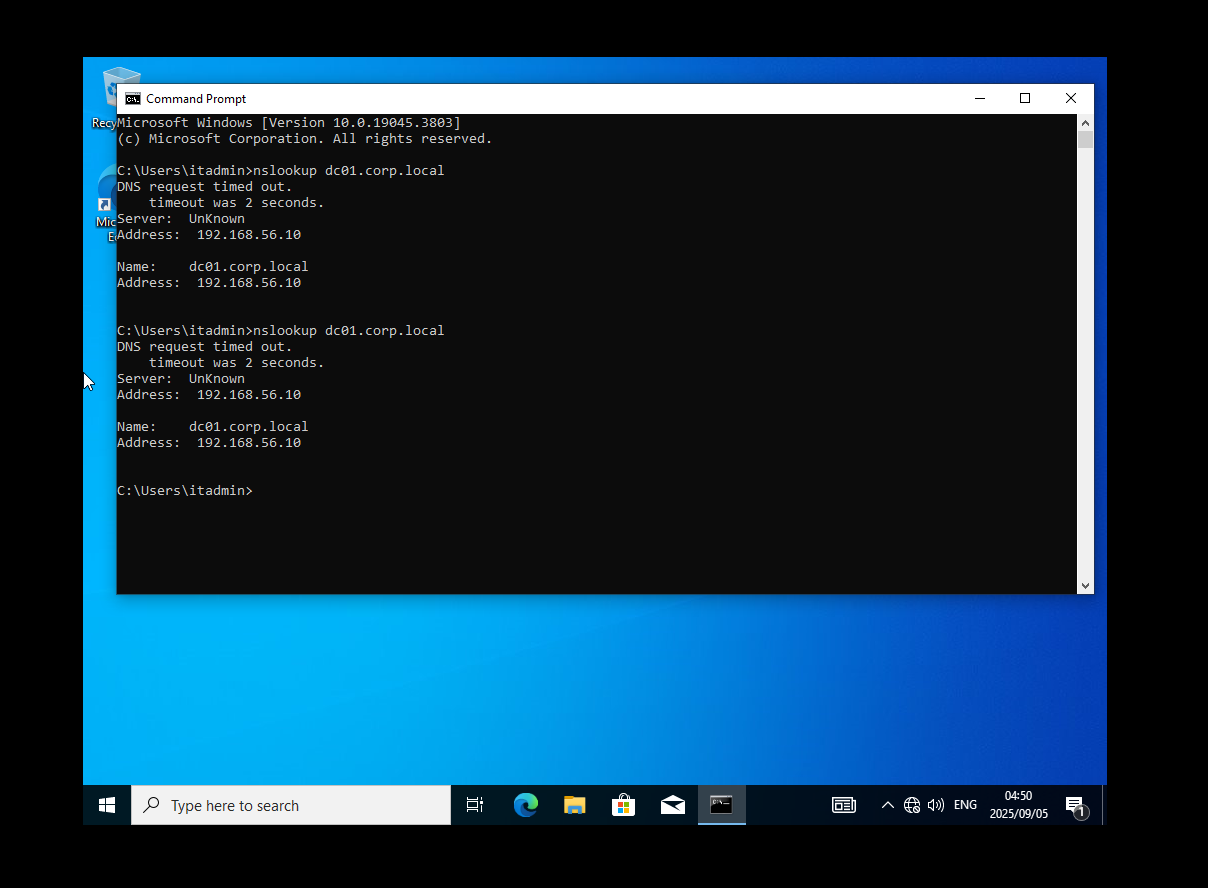 Command Prompt
Recy
Microsoft Windows [Version 10.0.19045.3803]
(c) Microsoft Corporation. All rights reserved.
C:\Users\itadmin>nslookup dc01.corp.local
DNS request timed out.
    timeout was 2 seconds.
Server:  UnKnown
Address:  192.168.56.10
Mic
E
Name:    dc01.corp.local
Address:  192.168.56.10
C:\Users\itadmin>nslookup dc01.corp.local
DNS request timed out.
    timeout was 2 seconds.
Server:  UnKnown
Address:  192.168.56.10
Name:    dc01.corp.local
Address:  192.168.56.10
C:\Users\itadmin>
Type here to search
ENG
04:50
2025/09/05
1